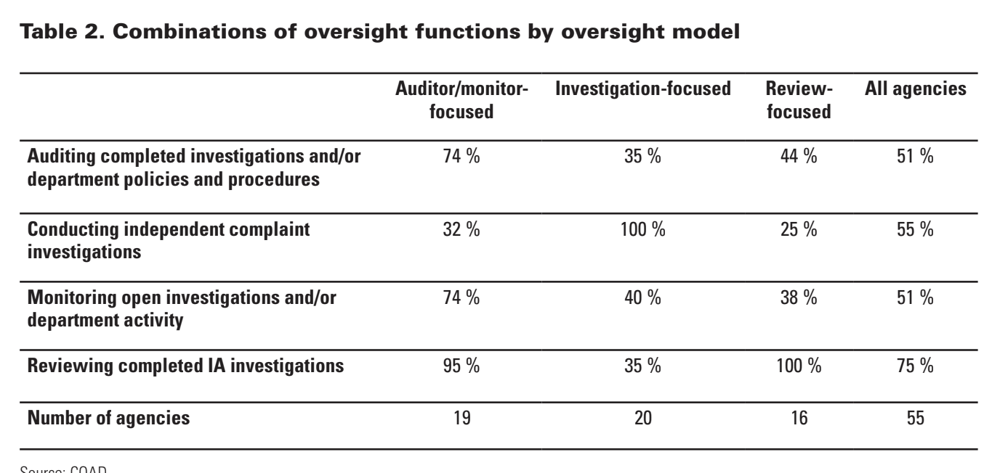 Table 2. Combinations of oversight functions by oversight model
Auditor/monitor-focused Investigation-focused Review-focused All agencies
Auditing completed investigations and/or department policies and procedures 74 % 35 % 44 % 51 %
Conducting independent complaint investigations 32 % 100 % 25 % 55 %
Monitoring open investigations and/or department activity 74 % 40 % 38 % 51 %
Reviewing completed IA investigations 95 % 35 % 100 % 75 %
Number of agencies 19 20 16 55
Source: COAD